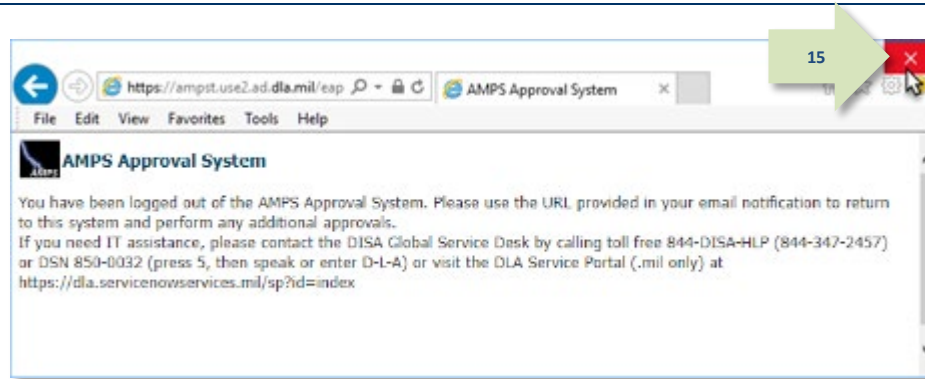 15
https://ampst.use2.ad.dla.mil/eap
AMPS Approval System
File Edit View Favorites Tools Help
AMPS
AMPS Approval System
You have been logged out of the AMPS Approval System. Please use the URL provided in your email notification to return
to this system and perform any additional approvals.
If you need IT assistance, please contact the DISA Global Service Desk by calling toll free 844-DISA-HLP (844-347-2457)
or DSN 850-0032 (press 5, then speak or enter D-L-A) or visit the DLA Service Portal (.mil only) at
https://dla.servicenowservices.mil/sp?id=index